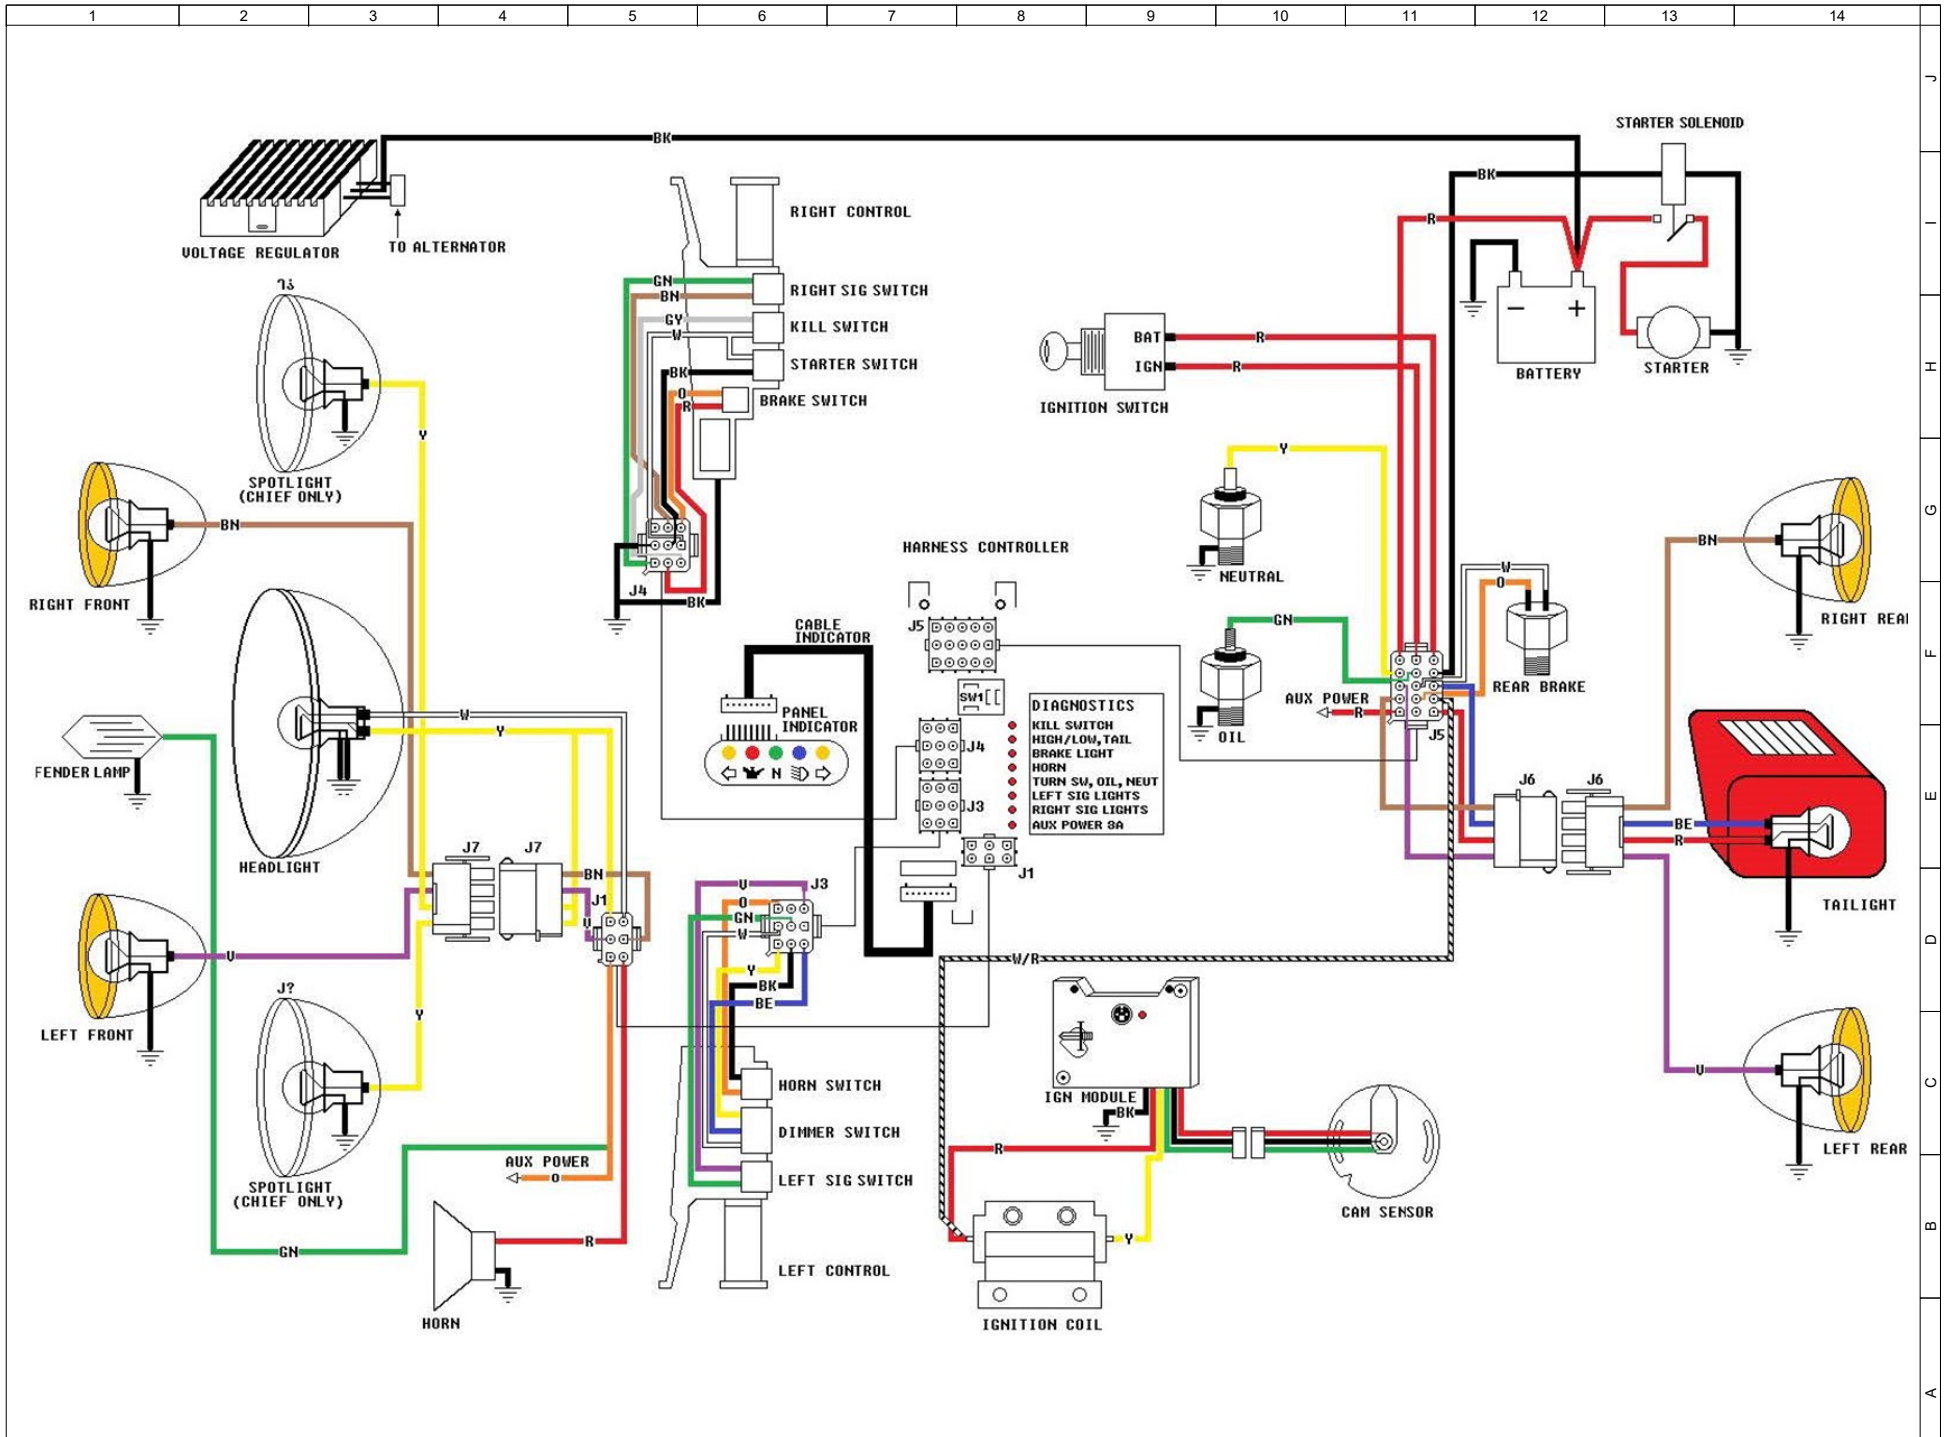 1 2 3 4 5 6 7 8 9 10 11 12 13 14
J
STARTER SOLENOID
BK
BK
RIGHT CONTROL
R
I
VOLTAGE REGULATOR
TO ALTERNATOR
GN
BN
RIGHT SIG SWITCH
J?
GY
KILL SWITCH
W
BAT
R
IGN
R
− +
STARTER SWITCH
BK
BATTERY
STARTER
H
O
R
BRAKE SWITCH
IGNITION SWITCH
Y
Y
SPOTLIGHT
(CHIEF ONLY)
BN
G
BN
HARNESS CONTROLLER
W
O
NEUTRAL
J4
BK
RIGHT FRONT
CABLE
INDICATOR
J5
GN
RIGHT REAR
F
SW1
AUX POWER
R
REAR BRAKE
DIAGNOSTICS
PANEL
INDICATOR
KILL SWITCH
HIGH/LOW,TAIL
BRAKE LIGHT
HORN
TURN SW, OIL, NEUT
LEFT SIG LIGHTS
RIGHT SIG LIGHTS
AUX POWER 8A
W
Y
OIL
J5
J4
N
FENDER LAMP
J6
J6
E
J3
BE
R
HEADLIGHT
J7
J7
J1
BN
J1
V
J3
V
O
GN
W
TAILIGHT
D
V
W/R
Y
BK
BE
J?
Y
LEFT FRONT
V
HORN SWITCH
IGN MODULE
BK
C
DIMMER SWITCH
R
LEFT REAR
AUX POWER
O
SPOTLIGHT
(CHIEF ONLY)
LEFT SIG SWITCH
CAM SENSOR
B
Y
R
GN
LEFT CONTROL
HORN
IGNITION COIL
A